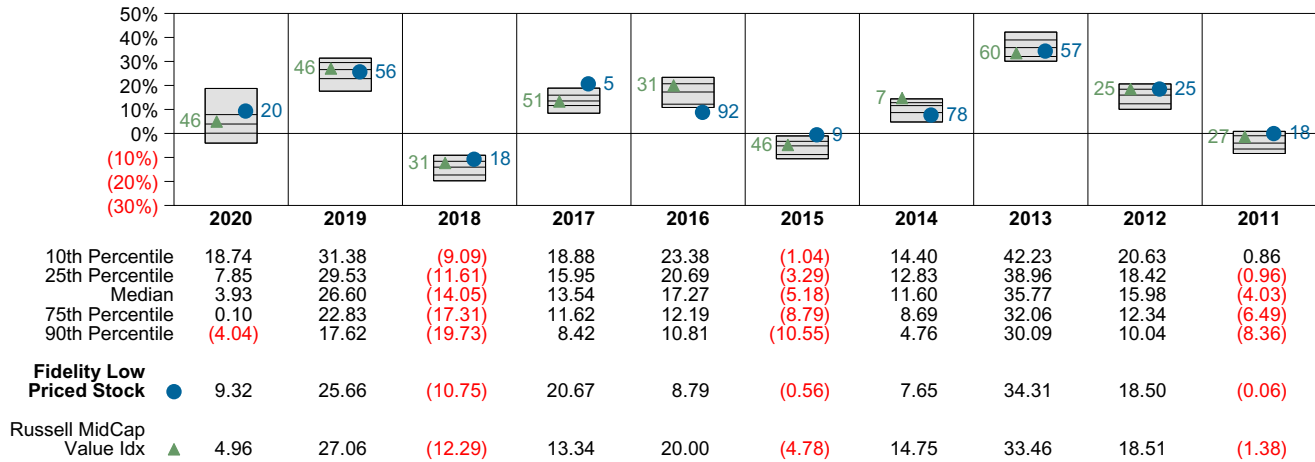 50%
40%
30%
20%
10%
0%
(10%)
(20%)
(30%)
46 20
46 56
31 18
51 5
31 92
46 9
7 78
60 57
25 25
27 18
2020 2019 2018 2017 2016 2015 2014 2013 2012 2011
10th Percentile 18.74 31.38 (9.09) 18.88 23.38 (1.04) 14.40 42.23 20.63 0.86
25th Percentile 7.85 29.53 (11.61) 15.95 20.69 (3.29) 12.83 38.96 18.42 (0.96)
Median 3.93 26.60 (14.05) 13.54 17.27 (5.18) 11.60 35.77 15.98 (4.03)
75th Percentile 0.10 22.83 (17.31) 11.62 12.19 (8.79) 8.69 32.06 12.34 (6.49)
90th Percentile (4.04) 17.62 (19.73) 8.42 10.81 (10.55) 4.76 30.09 10.04 (8.36)
Fidelity Low
Priced Stock 9.32 25.66 (10.75) 20.67 8.79 (0.56) 7.65 34.31 18.50 (0.06)
Russell MidCap
Value Idx 4.96 27.06 (12.29) 13.34 20.00 (4.78) 14.75 33.46 18.51 (1.38)